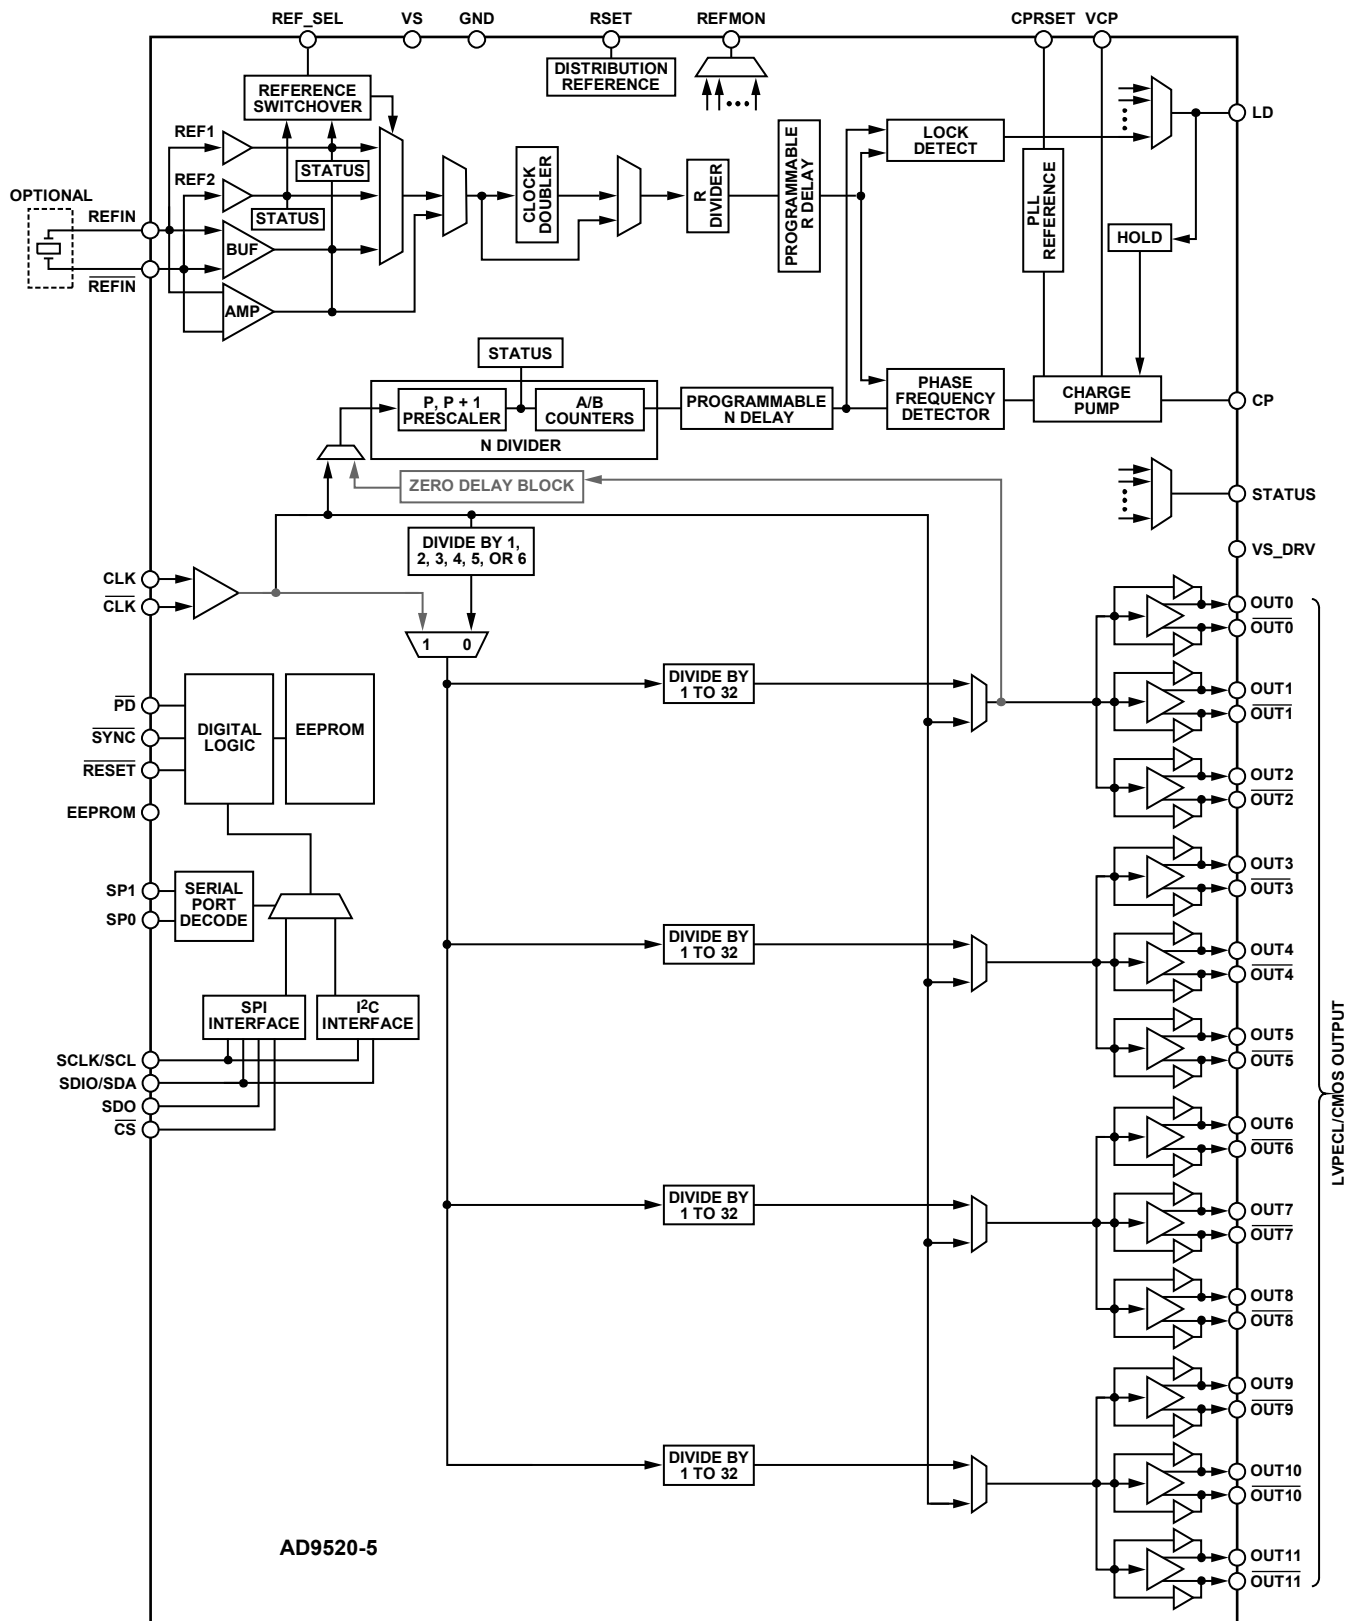 REF_SEL VS GND RSET REFMON CPRSET VCP
DISTRIBUTION
REFERENCE
REFERENCE
SWITCHOVER
LD
REF1
STATUS
REF2
STATUS
OPTIONAL
REFIN
REFIN
BUF
AMP
CLOCK
DOUBLER
R
DIVIDER
PROGRAMMABLE
R DELAY
LOCK
DETECT
PLL
REFERENCE
HOLD
STATUS
P, P + 1
PRESCALER
A/B
COUNTERS
N DIVIDER
PROGRAMMABLE
N DELAY
PHASE
FREQUENCY
DETECTOR
CHARGE
PUMP
CP
ZERO DELAY BLOCK
STATUS
VS_DRV
DIVIDE BY 1,
2, 3, 4, 5, OR 6
CLK
CLK
1 0
PD
SYNC
RESET
EEPROM
DIGITAL
LOGIC
EEPROM
SP1
SP0
SERIAL
PORT
DECODE
SPI
INTERFACE
I²C
INTERFACE
SCLK/SCL
SDIO/SDA
SDO
CS
DIVIDE BY
1 TO 32
DIVIDE BY
1 TO 32
DIVIDE BY
1 TO 32
DIVIDE BY
1 TO 32
OUT0
OUT0
OUT1
OUT1
OUT2
OUT2
OUT3
OUT3
OUT4
OUT4
OUT5
OUT5
OUT6
OUT6
OUT7
OUT7
OUT8
OUT8
OUT9
OUT9
OUT10
OUT10
OUT11
OUT11
LVPECL/CMOS OUTPUT
AD9520-5